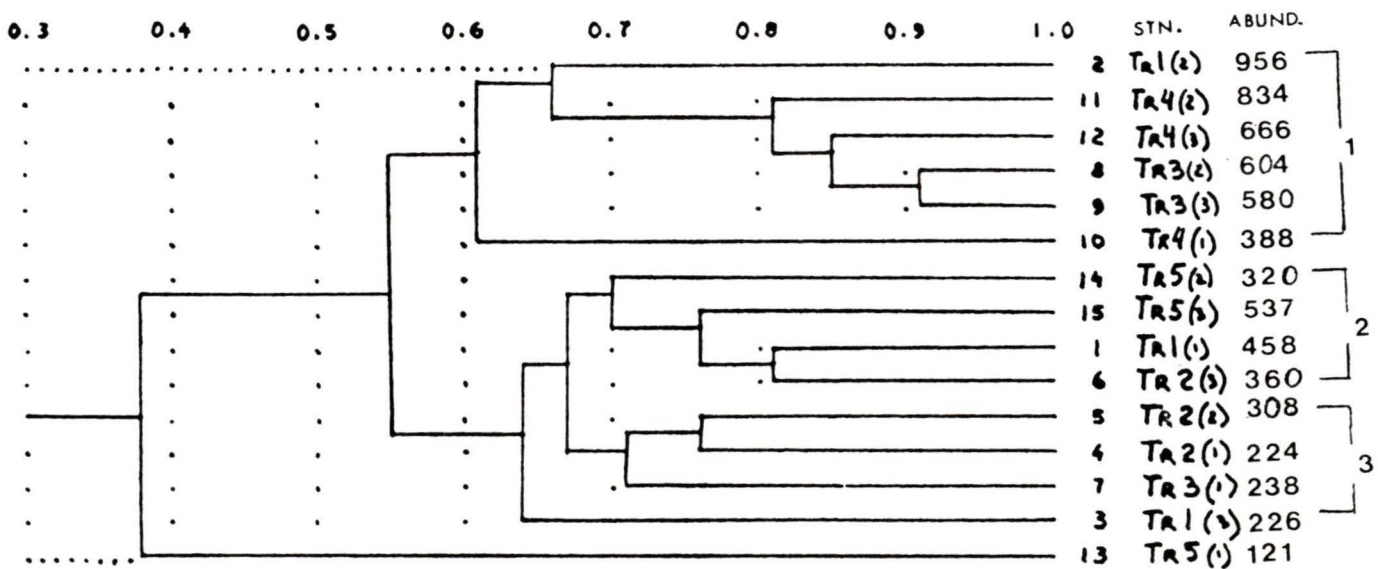 0.3 0.4 0.5 0.6 0.7 0.8 0.9 1.0 STN. ABUND.
2 TR1(2) 956
11 TR4(2) 834
12 TR4(3) 666
1
8 TR3(2) 604
9 TR3(3) 580
10 TR4(1) 388
14 TR5(2) 320
15 TR5(3) 537
2
1 TR1(1) 458
6 TR2(3) 360
5 TR2(2) 308
4 TR2(1) 224
3
7 TR3(1) 238
3 TR1(3) 226
13 TR5(1) 121